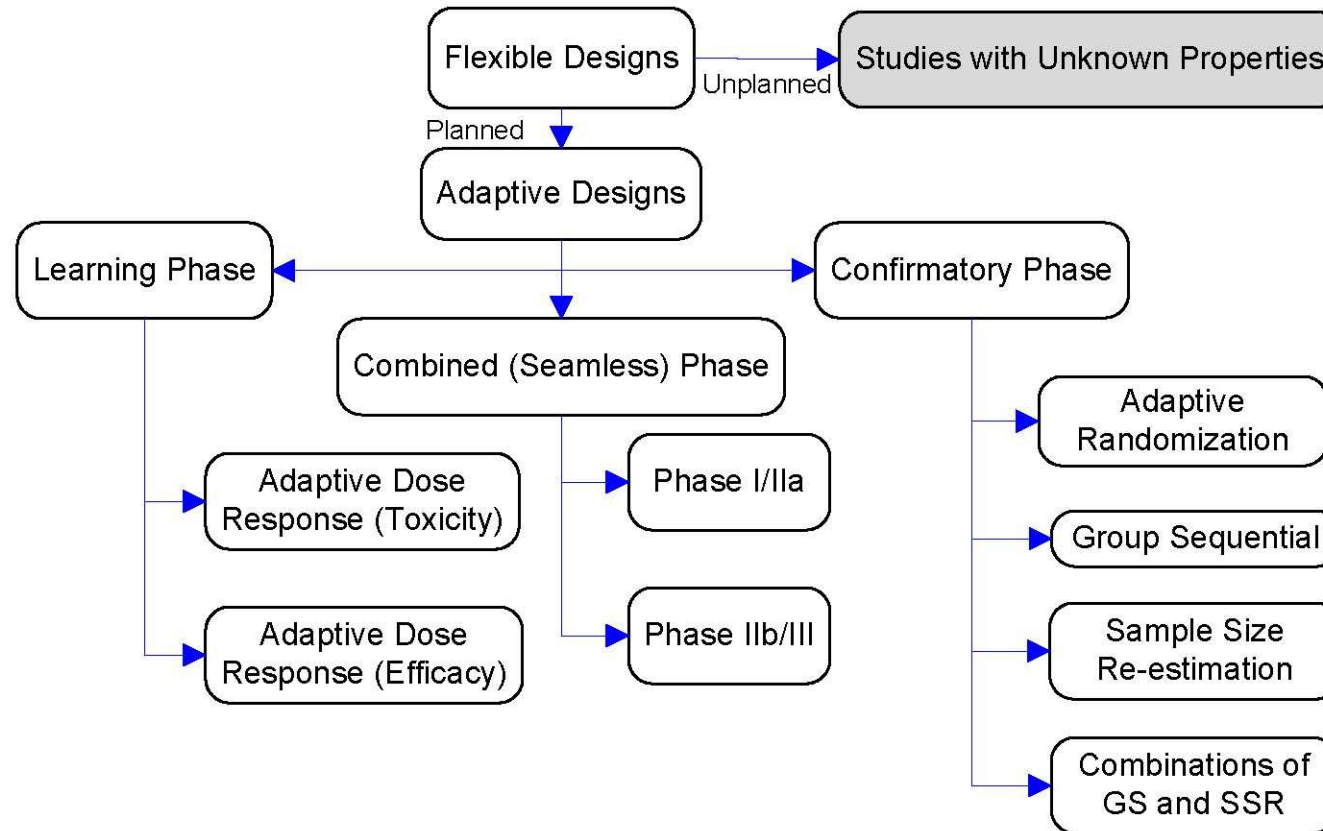 Flexible Designs
Studies with Unknown Properties
Unplanned
Planned
Adaptive Designs
Learning Phase
Confirmatory Phase
Combined (Seamless) Phase
Adaptive Dose
Response (Toxicity)
Adaptive Dose
Response (Efficacy)
Phase I/IIa
Phase IIb/III
Adaptive
Randomization
Group Sequential
Sample Size
Re-estimation
Combinations of
GS and SSR